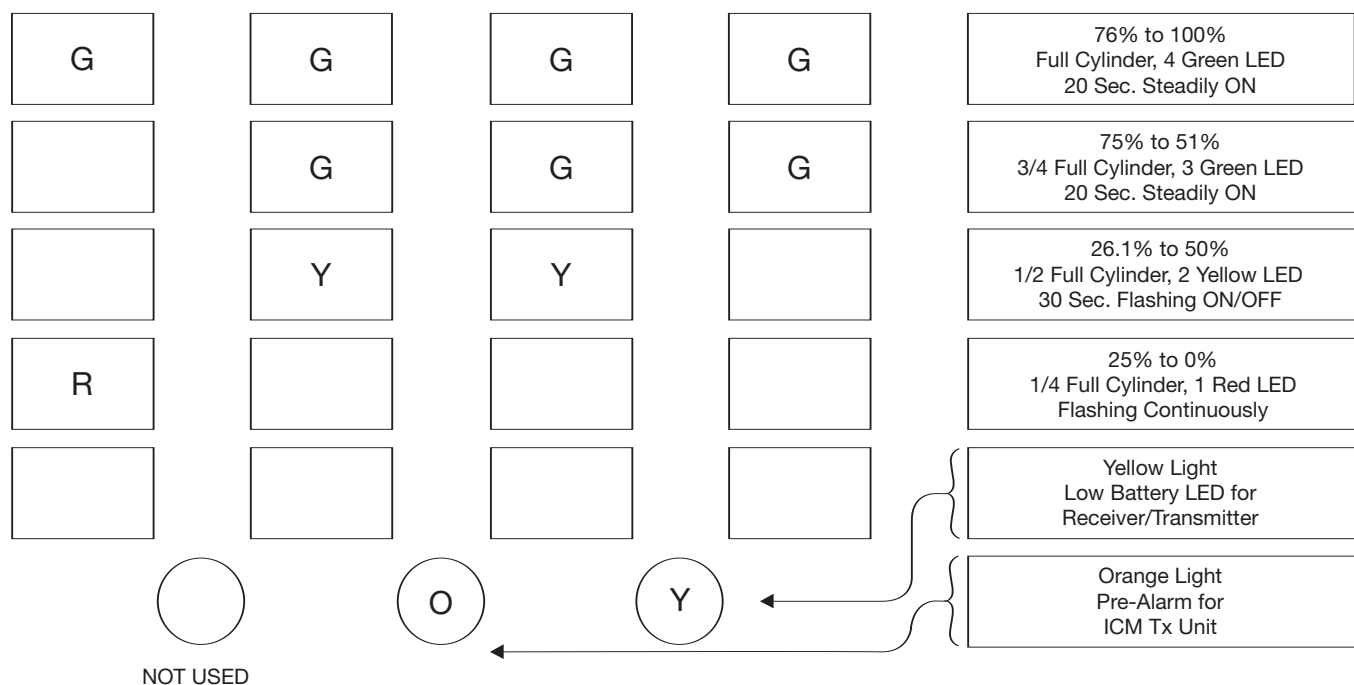 G G G G
76% to 100%
Full Cylinder, 4 Green LED
20 Sec. Steadily ON
G G G
75% to 51%
3/4 Full Cylinder, 3 Green LED
20 Sec. Steadily ON
Y Y
26.1% to 50%
1/2 Full Cylinder, 2 Yellow LED
30 Sec. Flashing ON/OFF
R
25% to 0%
1/4 Full Cylinder, 1 Red LED
Flashing Continuously
Yellow Light
Low Battery LED for
Receiver/Transmitter
O Y
Orange Light
Pre-Alarm for
ICM Tx Unit
NOT USED